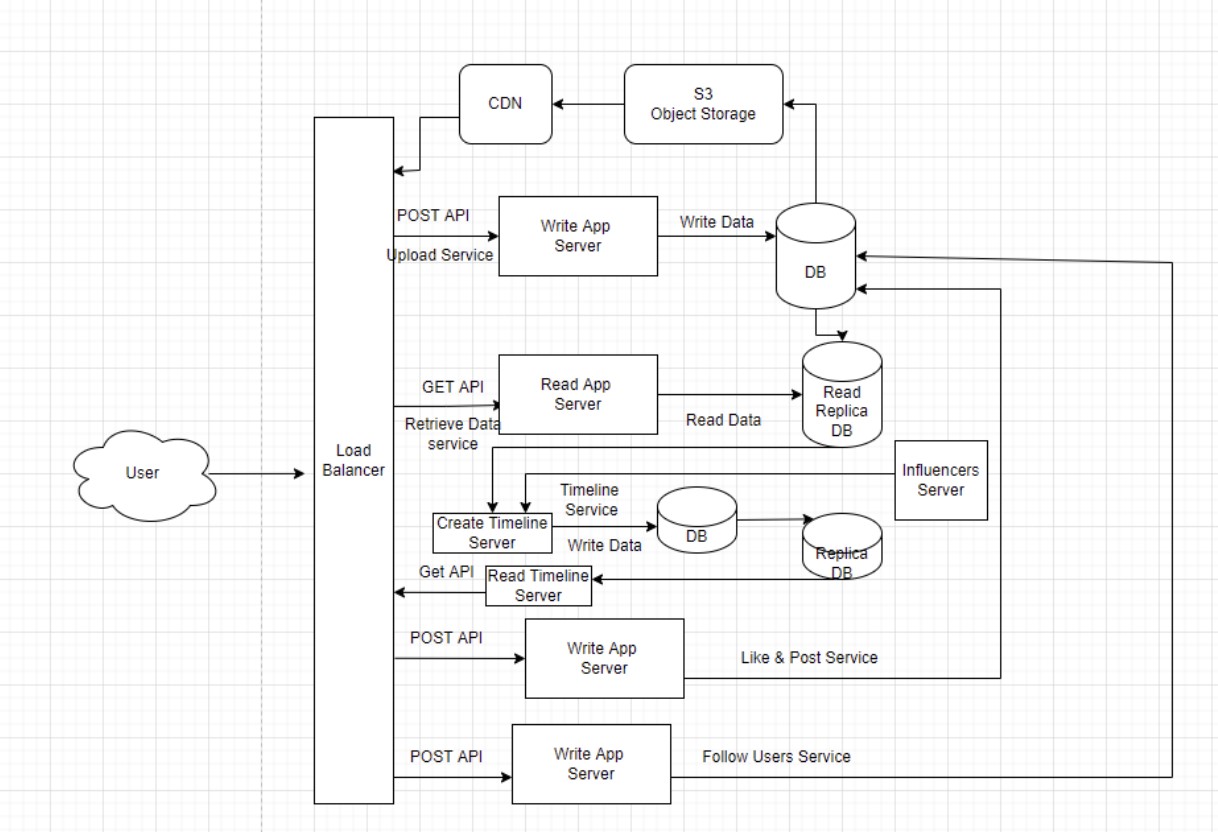 CDN
S3
Object Storage
POST API
Upload Service
Write App
Server
Write Data
DB
GET API
Retrieve Data
service
Read App
Server
Read Data
Read
Replica
DB
User
Load
Balancer
Influencers
Server
Timeline
Service
Create Timeline
Server
Write Data
DB
Replica
DB
Get API
Read Timeline
Server
POST API
Write App
Server
Like & Post Service
POST API
Write App
Server
Follow Users Service